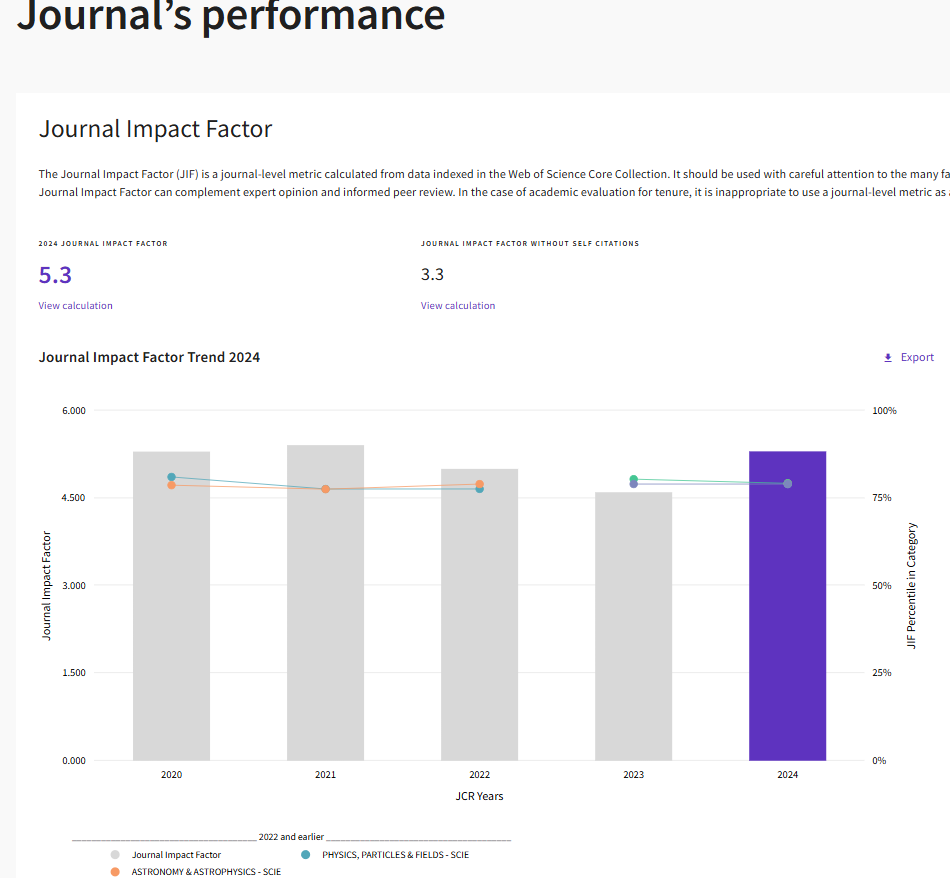 Journal’s performance
Journal Impact Factor
The Journal Impact Factor (JIF) is a journal-level metric calculated from data indexed in the Web of Science Core Collection. It should be used with careful attention to the many
Journal Impact Factor can complement expert opinion and informed peer review. In the case of academic evaluation for tenure, it is inappropriate to use a journal-level metric as
2024 JOURNAL IMPACT FACTOR
JOURNAL IMPACT FACTOR WITHOUT SELF CITATIONS
5.3
3.3
View calculation
View calculation
Journal Impact Factor Trend 2024
Export
6.000
100%
4.500
75%
3.000
50%
1.500
25%
0.000
0%
Journal Impact Factor
JIF Percentile in Category
2020
2021
2022
2023
2024
JCR Years
2022 and earlier
Journal Impact Factor
PHYSICS, PARTICLES & FIELDS - SCIE
ASTRONOMY & ASTROPHYSICS - SCIE